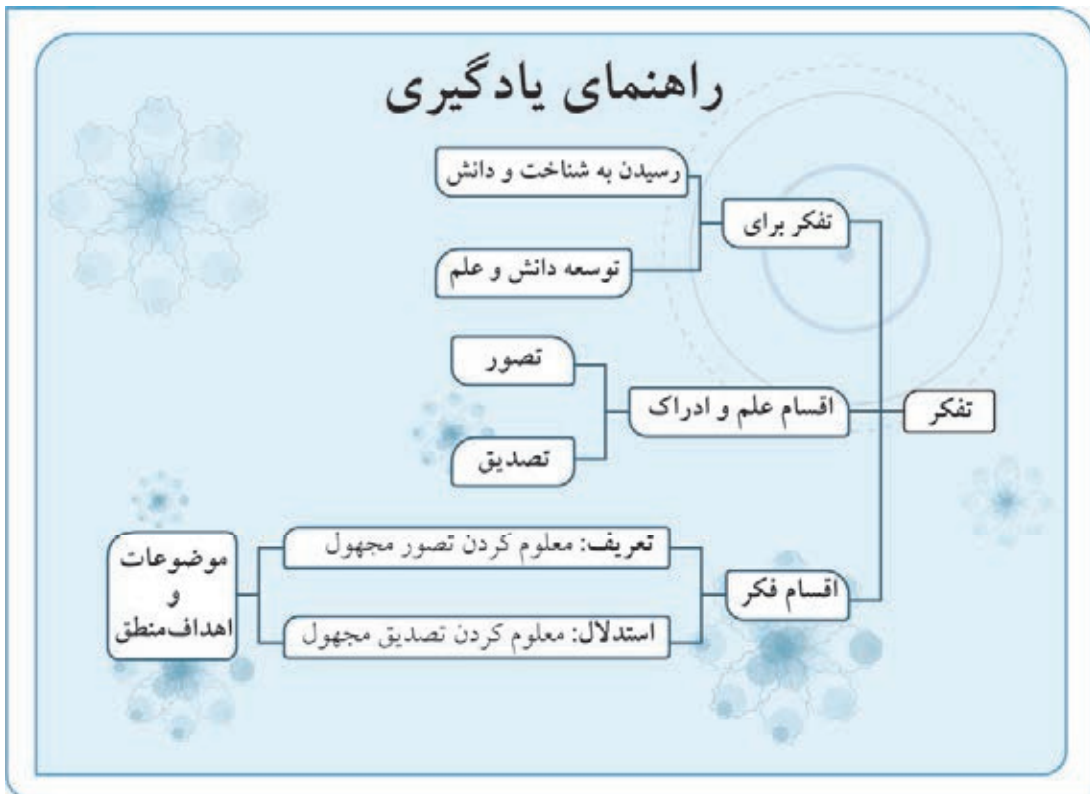 راهنمای یادگیری
تفکر
تفکر برای
رسیدن به شناخت و دانش
توسعه دانش و علم
اقسام علم و ادراک
تصور
تصدیق
اقسام فکر
تعریف: معلوم کردن تصور مجهول
استدلال: معلوم کردن تصدیق مجهول
موضوعات
و
اهداف منطق